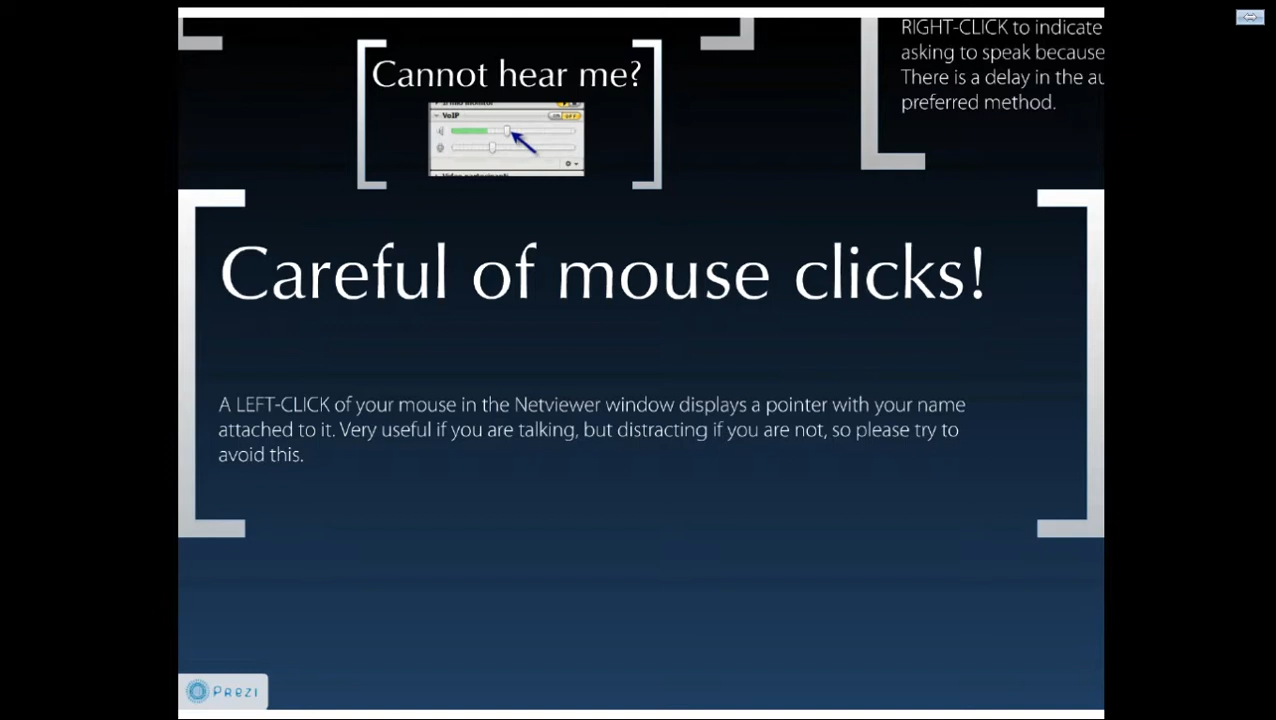 RIGHT-CLICK to indicate
asking to speak because
There is a delay in the au
preferred method.
Cannot hear me?
VoIP
OFF
Careful of mouse clicks!
A LEFT-CLICK of your mouse in the Netviewer window displays a pointer with your name
attached to it. Very useful if you are talking, but distracting if you are not, so please try to
avoid this.
Prezi